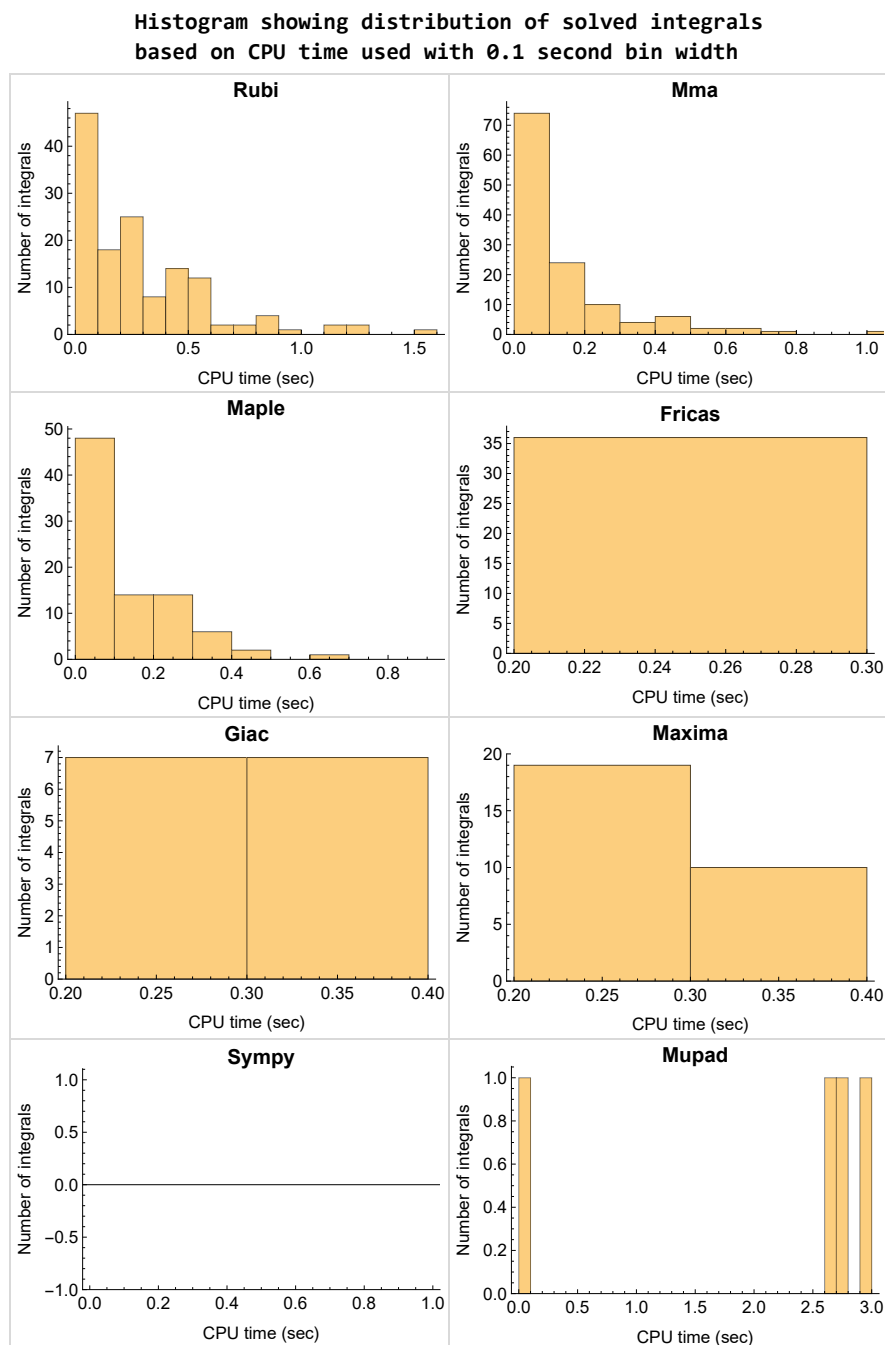 Histogram showing distribution of solved integrals
based on CPU time used with 0.1 second bin width
Rubi
Number of integrals
40
30
20
10
0
0.0 0.5 1.0 1.5
CPU time (sec)
Mma
Number of integrals
70
60
50
40
30
20
10
0
0.0 0.2 0.4 0.6 0.8 1.0
CPU time (sec)
Maple
Number of integrals
50
40
30
20
10
0
0.0 0.2 0.4 0.6 0.8
CPU time (sec)
Fricas
Number of integrals
35
30
25
20
15
10
5
0
0.20 0.22 0.24 0.26 0.28 0.30
CPU time (sec)
Giac
Number of integrals
7
6
5
4
3
2
1
0
0.20 0.25 0.30 0.35 0.40
CPU time (sec)
Maxima
Number of integrals
20
15
10
5
0
0.20 0.25 0.30 0.35 0.40
CPU time (sec)
Sympy
Number of integrals
1.0
0.5
0.0
−0.5
−1.0
0.0 0.2 0.4 0.6 0.8 1.0
CPU time (sec)
Mupad
Number of integrals
1.0
0.8
0.6
0.4
0.2
0.0
0.0 0.5 1.0 1.5 2.0 2.5 3.0
CPU time (sec)